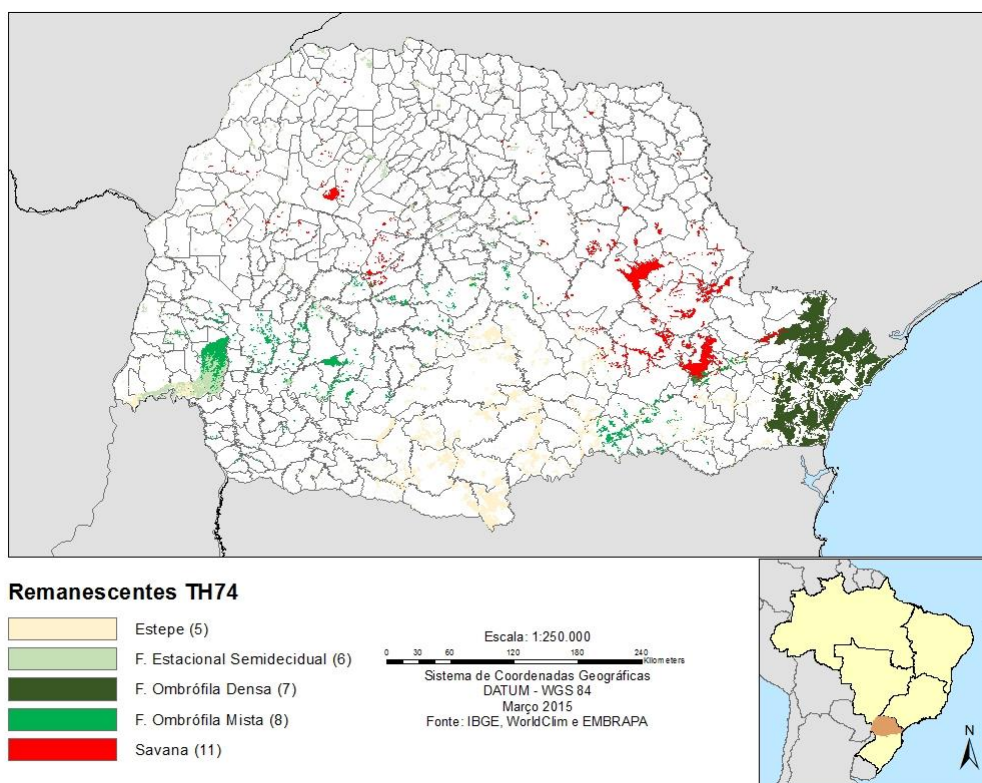 Remanescentes TH74
Estepe (5)
F. Estacional Semidecidual (6)
F. Ombrófila Densa (7)
F. Ombrófila Mista (8)
Savana (11)
Escala: 1:250.000
0 30 60 120 180 240
Kilometers
Sistema de Coordenadas Geográficas
DATUM - WGS 84
Março 2015
Fonte: IBGE, WorldClim e EMBRAPA
N